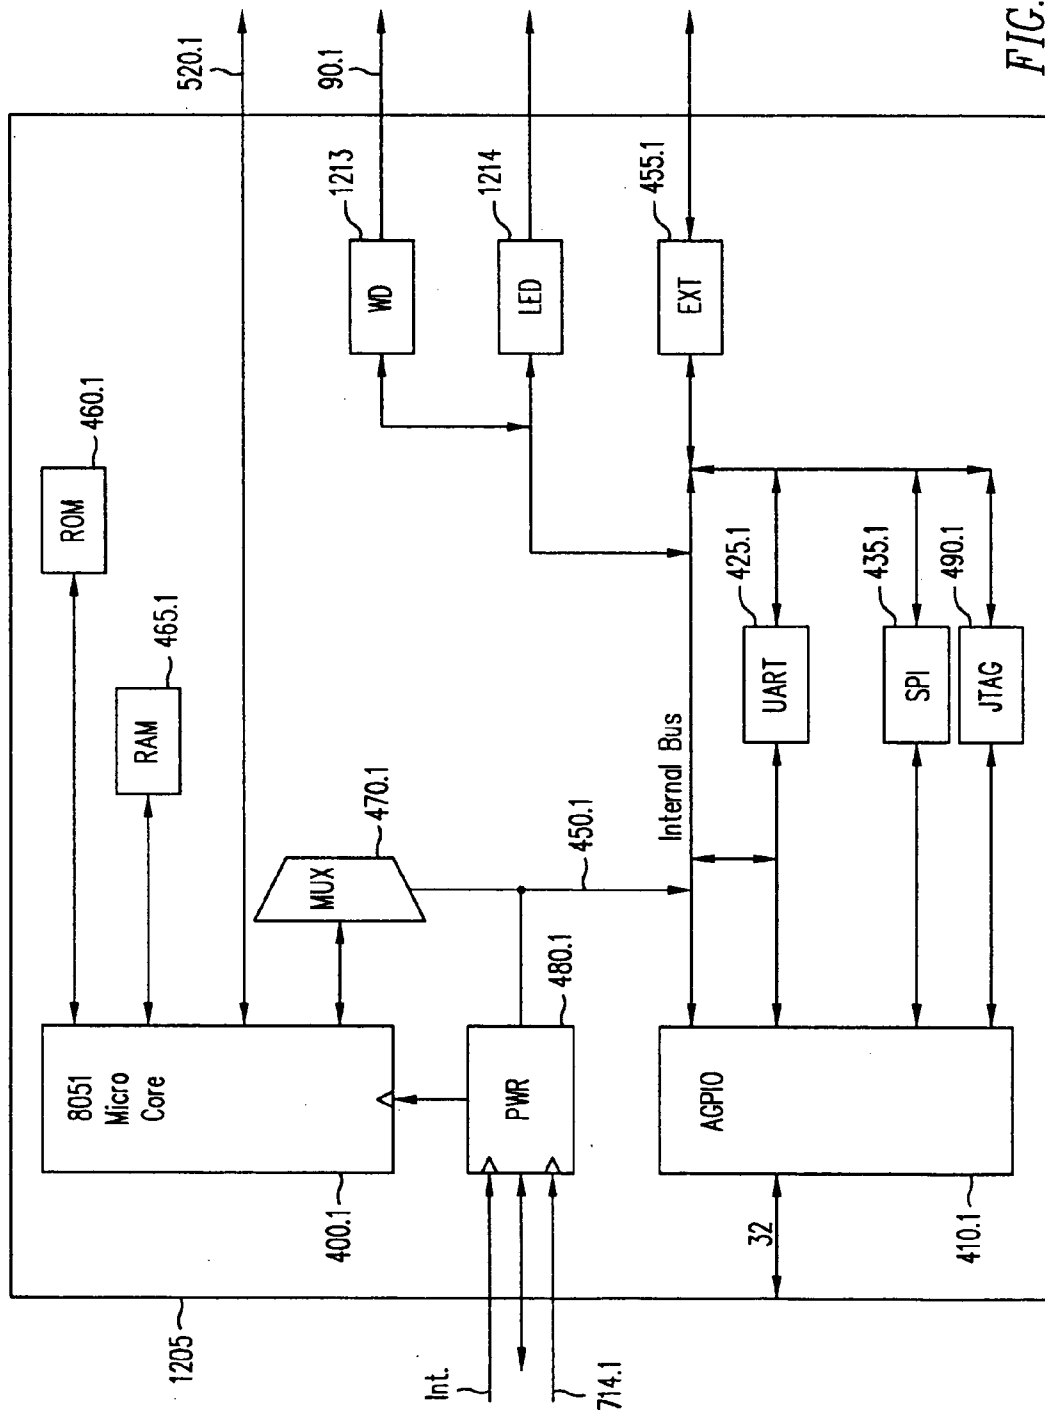 1205
400.1
8051
Micro
Core
460.1
ROM
465.1
RAM
520.1
470.1
MUX
Int.
714.1
480.1
PWR
450.1
1213
WD
90.1
1214
LED
455.1
EXT
Internal Bus
32
410.1
AGPIO
425.1
UART
435.1
SPI
490.1
JTAG
FIG.